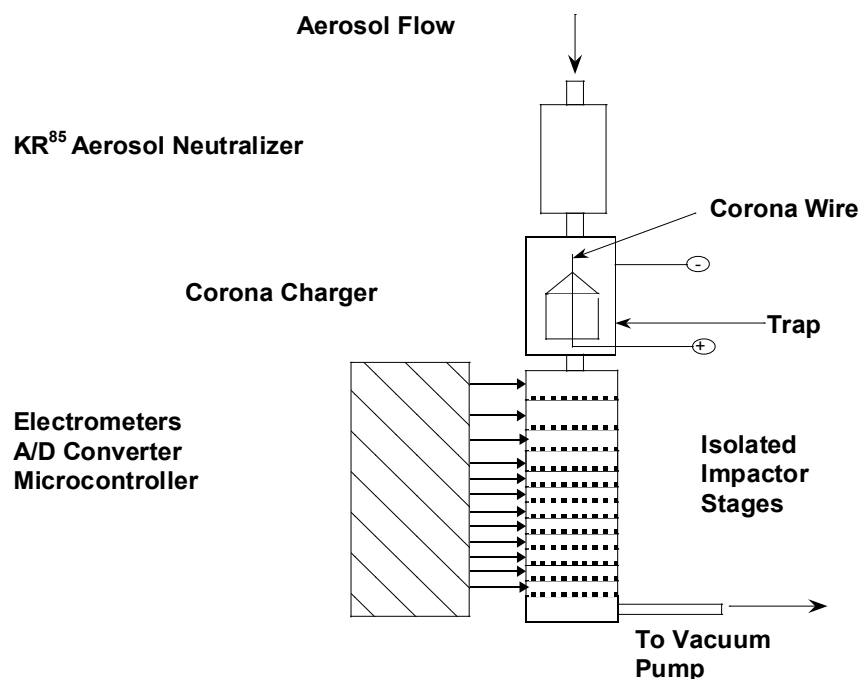 Aerosol Flow
KR85 Aerosol Neutralizer
Corona Wire
-
Corona Charger
Trap
+
Electrometers
A/D Converter
Microcontroller
Isolated
Impactor
Stages
To Vacuum
Pump